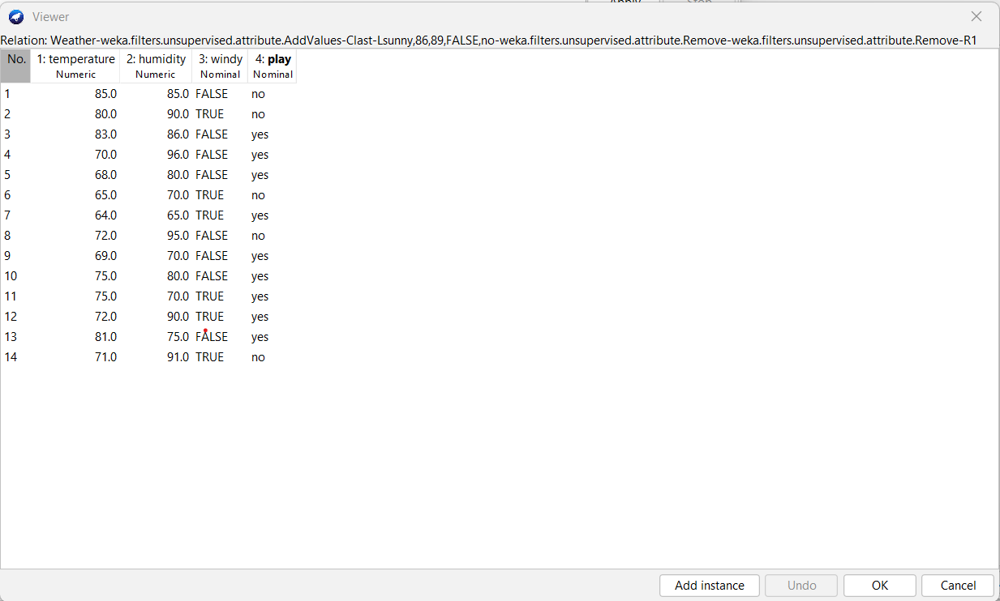 Viewer
Relation: Weather-weka.filters.unsupervised.attribute.AddValues-Clast-Lsunny,86,89,FALSE,no-weka.filters.unsupervised.attribute.Remove-weka.filters.unsupervised.attribute.Remove-R1
No. 1: temperature 2: humidity 3: windy 4: play
Numeric Numeric Nominal Nominal
1 85.0 85.0 FALSE no
2 80.0 90.0 TRUE no
3 83.0 86.0 FALSE yes
4 70.0 96.0 FALSE yes
5 68.0 80.0 FALSE yes
6 65.0 70.0 TRUE no
7 64.0 65.0 TRUE yes
8 72.0 95.0 FALSE no
9 69.0 70.0 FALSE yes
10 75.0 80.0 FALSE yes
11 75.0 70.0 TRUE yes
12 72.0 90.0 TRUE yes
13 81.0 75.0 FALSE yes
14 71.0 91.0 TRUE no
Add instance Undo OK Cancel